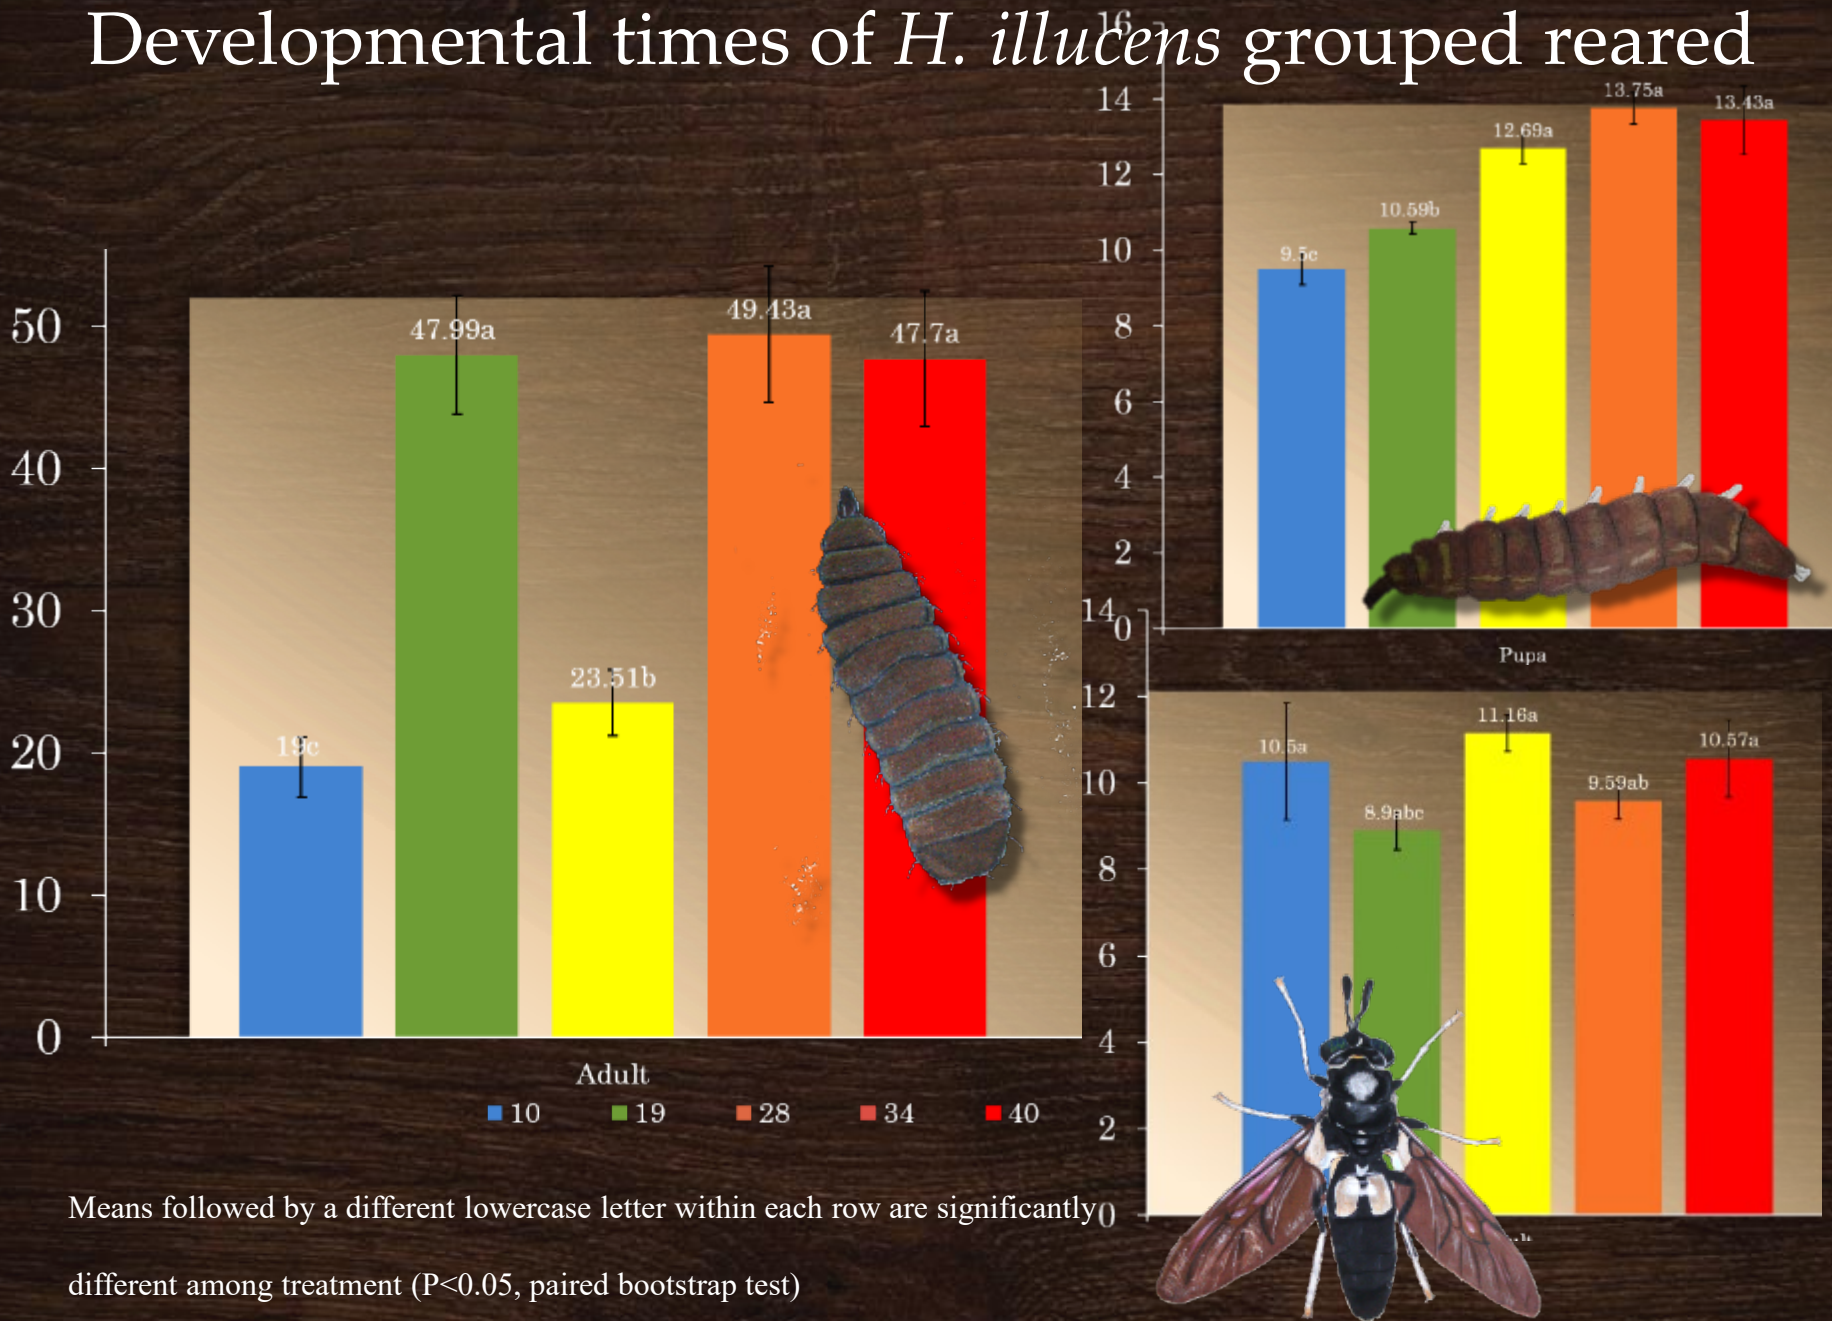 Developmental times of H. illucens grouped reared
50
40
30
20
10
0
19c
47.99a
23.51b
49.43a
47.7a
Adult
10 19 28 34 40
16
14
12
10
8
6
4
2
0
9.5c
10.59b
12.69a
13.75a
13.43a
Pupa
14
12
10
8
6
4
2
0
10.5a
8.9abc
11.16a
9.59ab
10.57a
Means followed by a different lowercase letter within each row are significantly
different among treatment (P<0.05, paired bootstrap test)